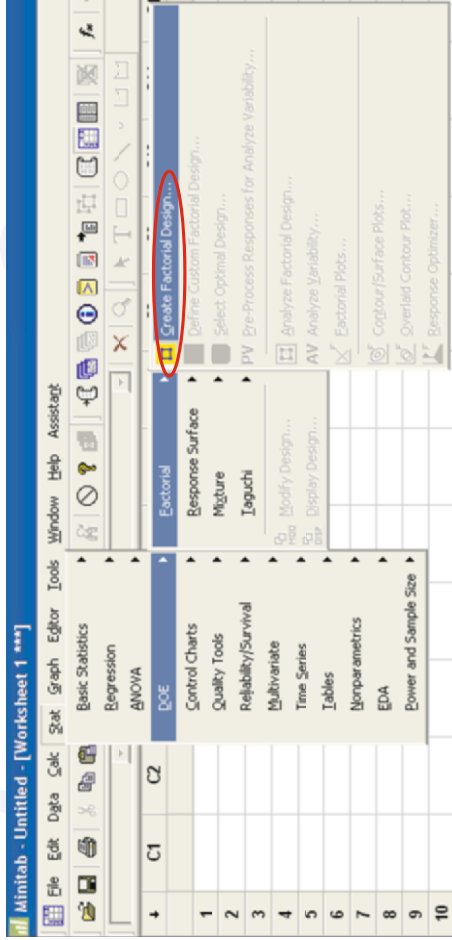 Minitab - Untitled - [Worksheet 1 ***]
File Edit Data Calc Stat Graph Editor Tools Window Help Assistant
Basic Statistics
Regression
ANOVA
DOE
Control Charts
Quality Tools
Reliability/Survival
Multivariate
Time Series
Tables
Nonparametrics
EDA
Power and Sample Size
Factorial
Response Surface
Mixture
Taguchi
MOD Modify Design...
DISP Display Design...
Create Factorial Design...
Define Custom Factorial Design...
Select Optimal Design...
PV Pre-Process Responses for Analyze Variability...
Analyze Factorial Design...
AV Analyze Variability...
Factorial Plots...
Contour/Surface Plots...
Overlaid Contour Plot...
Response Optimizer...
C1 C2
1
2
3
4
5
6
7
8
9
10